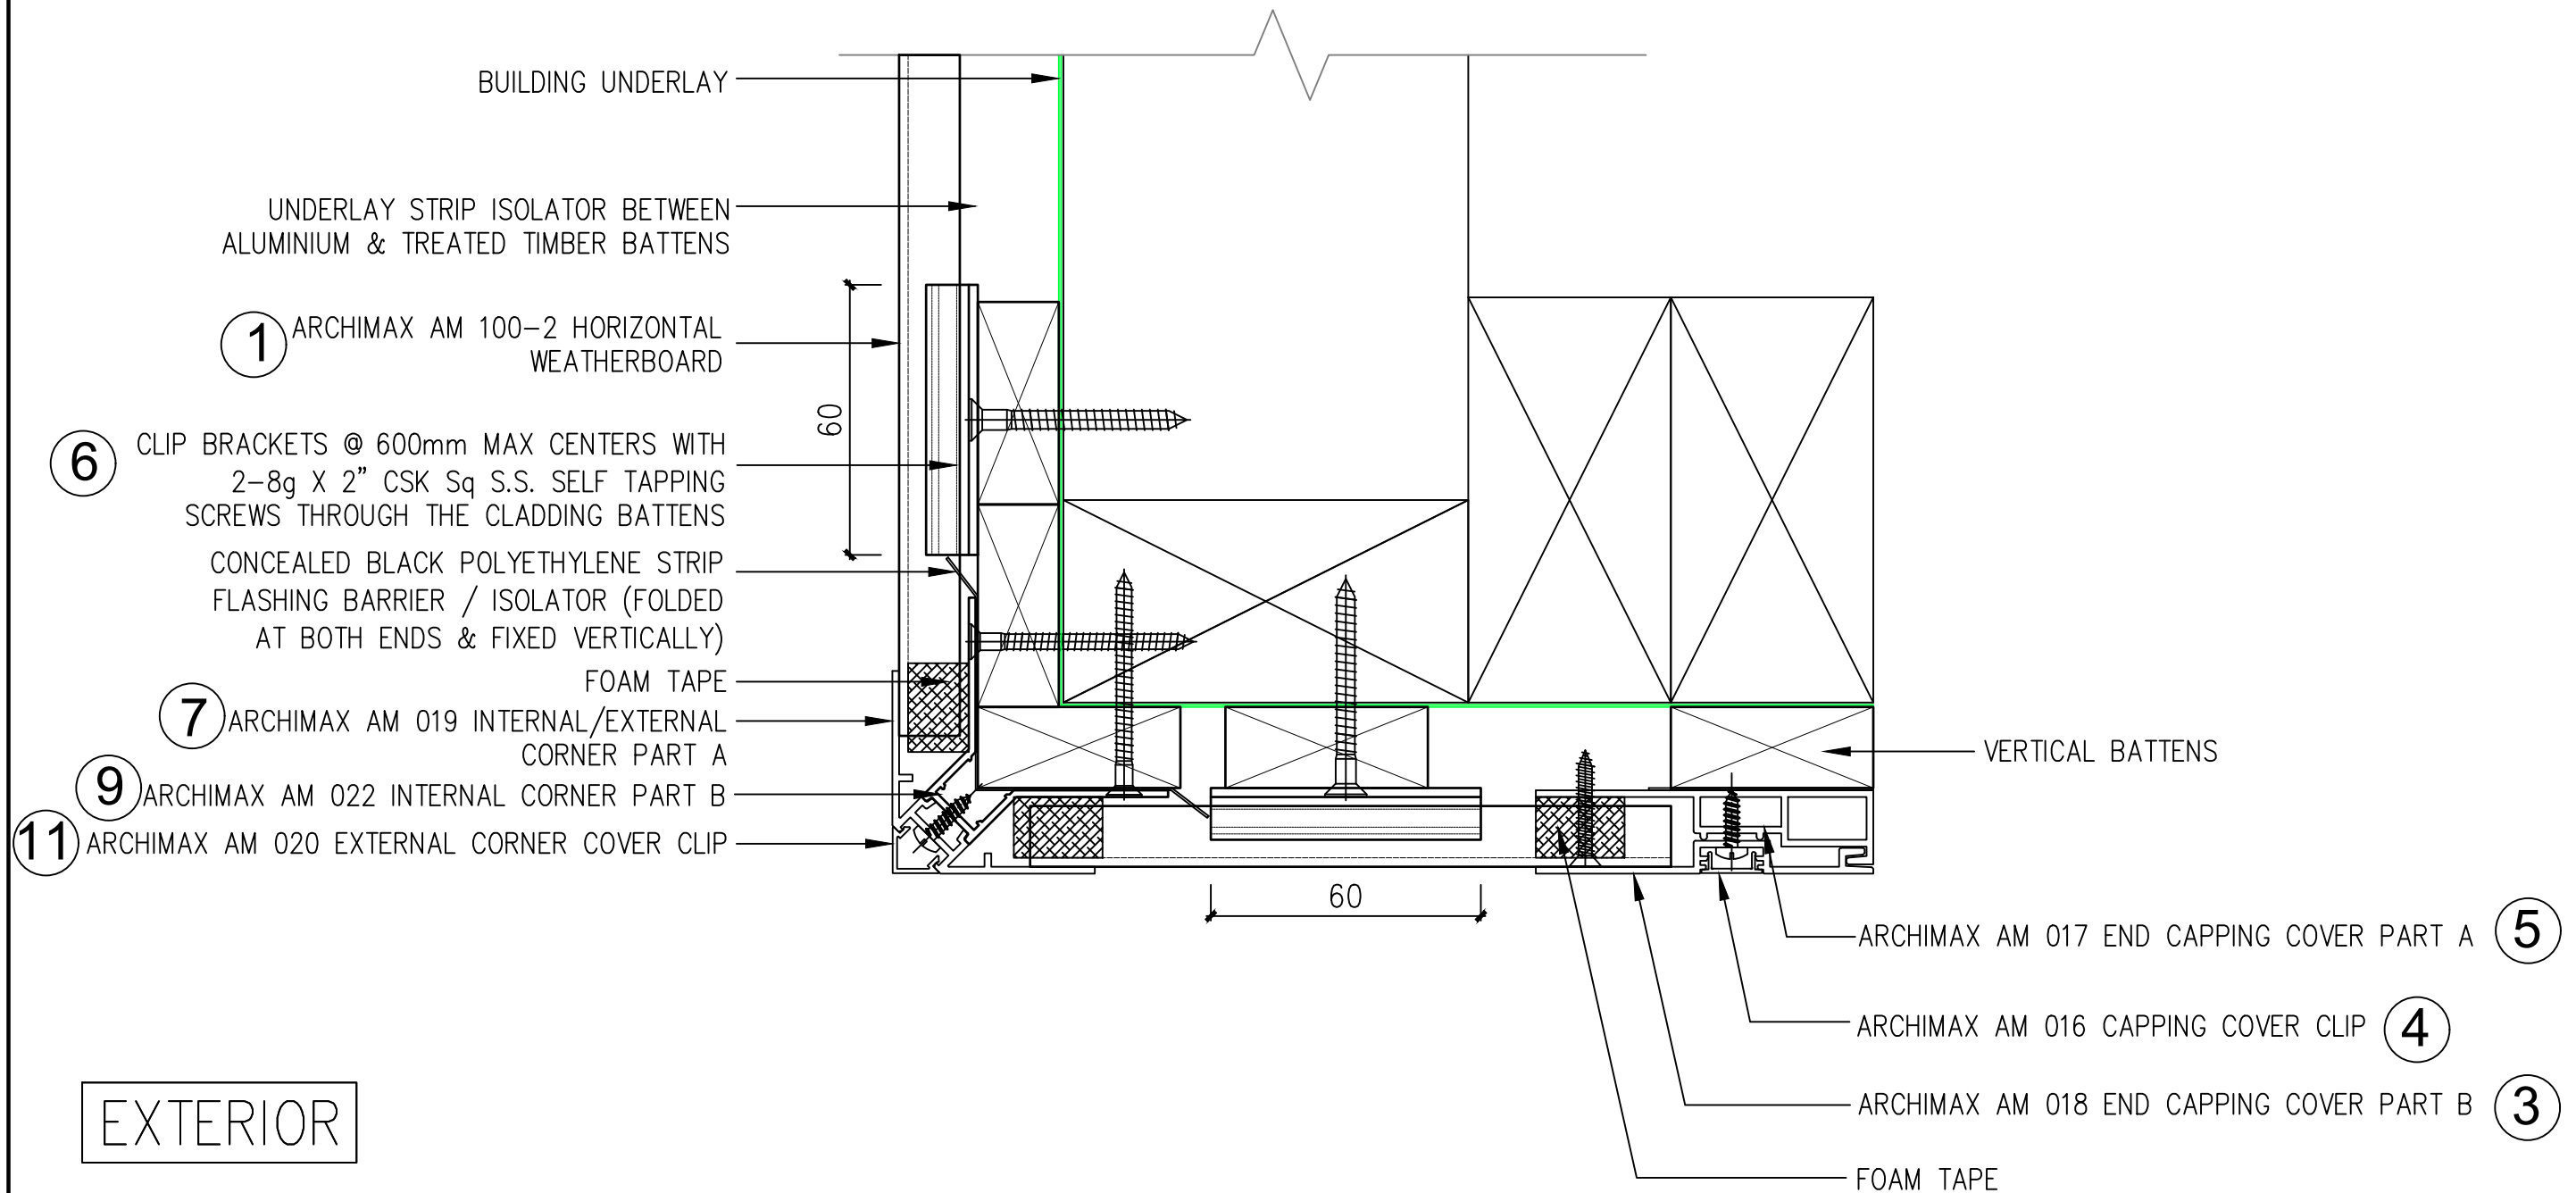 BUILDING UNDERLAY
UNDERLAY STRIP ISOLATOR BETWEEN
ALUMINIUM & TREATED TIMBER BATTENS
1 ARCHIMAX AM 100-2 HORIZONTAL
WEATHERBOARD
60
6 CLIP BRACKETS @ 600mm MAX CENTERS WITH
2-8g X 2" CSK Sq S.S. SELF TAPPING
SCREWS THROUGH THE CLADDING BATTENS
CONCEALED BLACK POLYETHYLENE STRIP
FLASHING BARRIER / ISOLATOR (FOLDED
AT BOTH ENDS & FIXED VERTICALLY)
FOAM TAPE
7 ARCHIMAX AM 019 INTERNAL/EXTERNAL
CORNER PART A
9 ARCHIMAX AM 022 INTERNAL CORNER PART B
11 ARCHIMAX AM 020 EXTERNAL CORNER COVER CLIP
VERTICAL BATTENS
60
ARCHIMAX AM 017 END CAPPING COVER PART A 5
ARCHIMAX AM 016 CAPPING COVER CLIP 4
ARCHIMAX AM 018 END CAPPING COVER PART B 3
FOAM TAPE
EXTERIOR